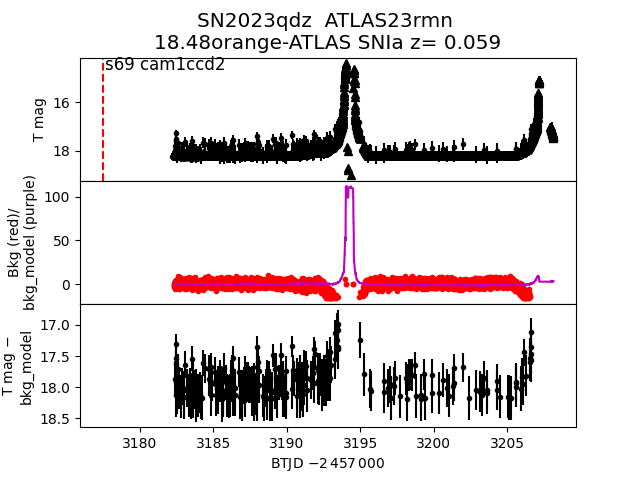 SN2023qdz  ATLAS23rmn
18.48orange-ATLAS SNIa z= 0.059
s69 cam1ccd2
T mag
16
18
Bkg (red)/
bkg_model (purple)
100
50
0
T mag −
bkg_model
17.0
17.5
18.0
18.5
3180 3185 3190 3195 3200 3205
BTJD −2 457 000